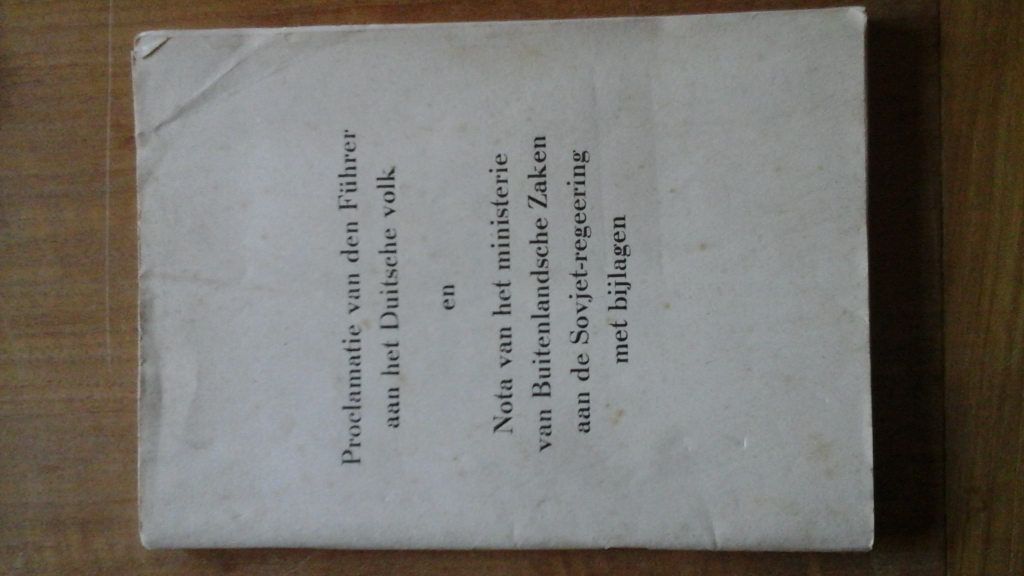 Proclamatie van den Führer
aan het Duitsche volk
en
Nota van het ministerie
van Buitenlandsche Zaken
aan de Sovjet-regeering
met bijlagen